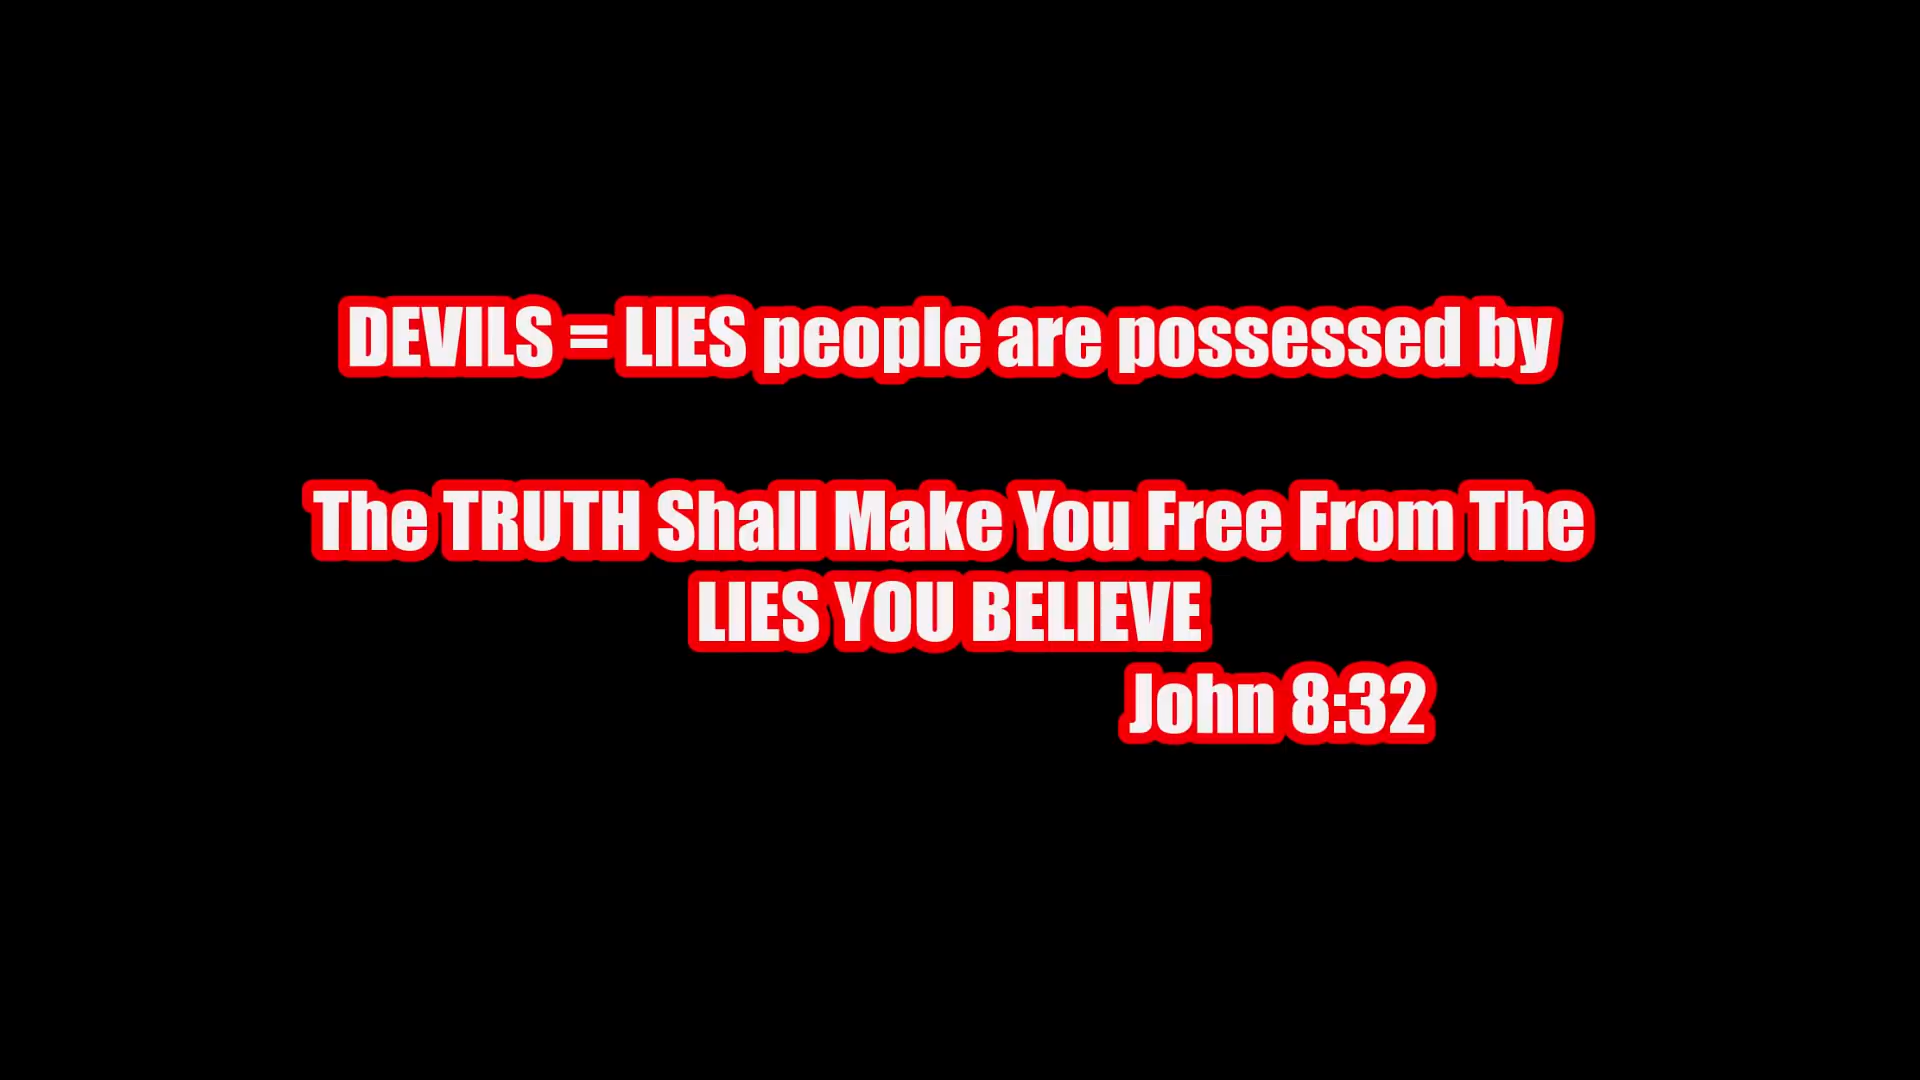 DEVILS = LIES people are possessed by
The TRUTH Shall Make You Free From The
LIES YOU BELIEVE
John 8:32